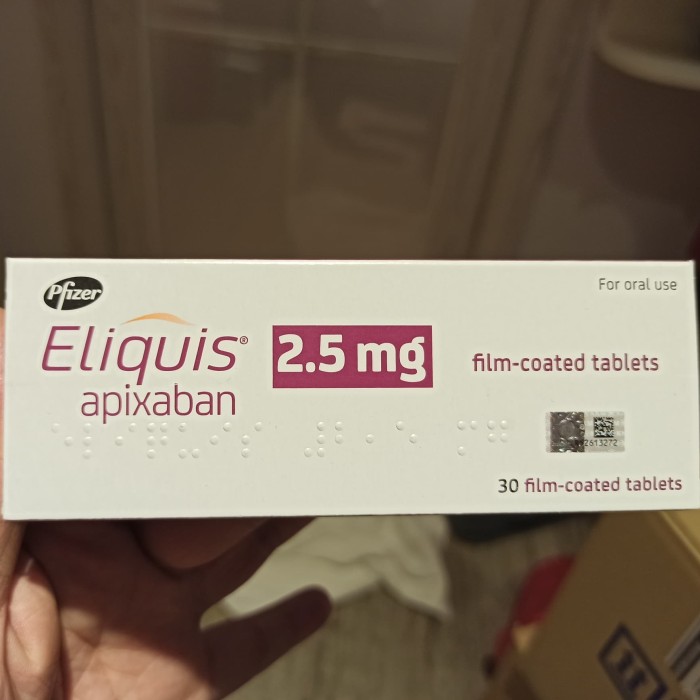 Pfizer
For oral use
Eliquis®
2.5 mg
film-coated tablets
apixaban
30 film-coated tablets